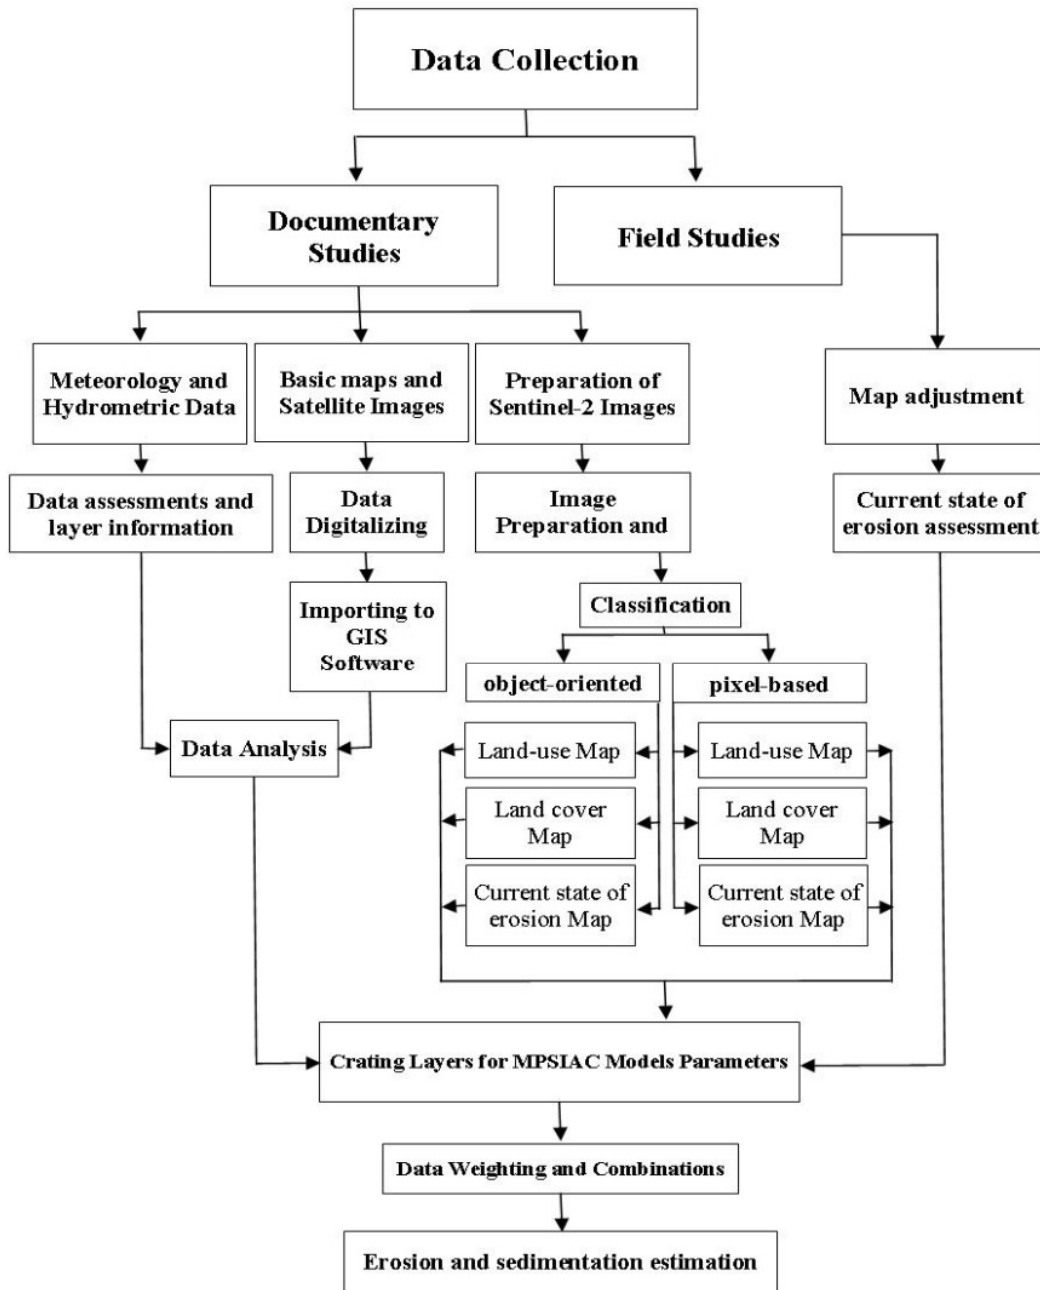 Data Collection
Documentary
Studies
Field Studies
Meteorology and
Hydrometric Data
Basic maps and
Satellite Images
Preparation of
Sentinel-2 Images
Map adjustment
Data assessments and
layer information
Data
Digitalizing
Image
Preparation and
Current state of
erosion assessment
Importing to
GIS
Software
Classification
object-oriented
pixel-based
Data Analysis
Land-use Map
Land-use Map
Land cover
Map
Land cover
Map
Current state of
erosion Map
Current state of
erosion Map
Crating Layers for MPSIAC Models Parameters
Data Weighting and Combinations
Erosion and sedimentation estimation